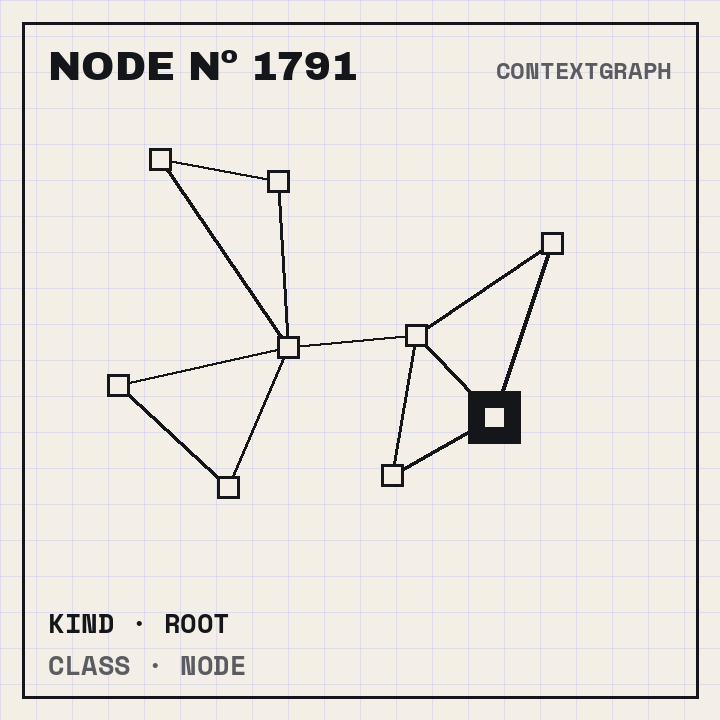 NODE Nº 1791
CONTEXTGRAPH
KIND · ROOT
CLASS · NODE